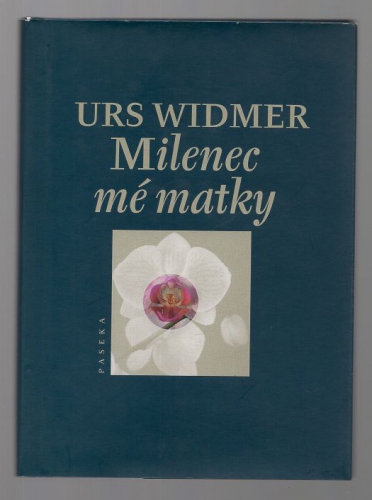 URS WIDMER
Milenec
mé matky
PASEKA